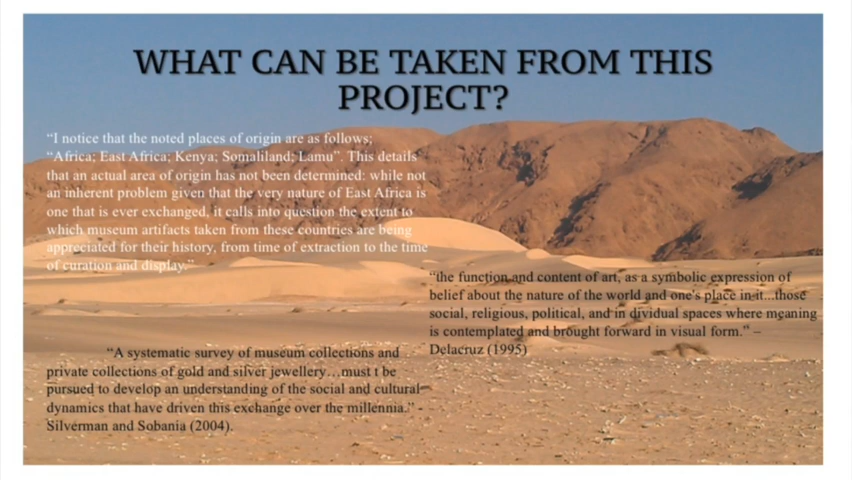 WHAT CAN BE TAKEN FROM THIS
PROJECT?
“I notice that the noted places of origin are as follows;
“Africa; East Africa; Kenya; Somaliland; Lamu”. This details
that an actual area of origin has not been determined: while not
an inherent problem given that the very nature of East Africa is
one that is ever exchanged, it calls into question the extent to
which museum artifacts taken from these countries are being
appreciated for their history, from time of extraction to the time
of curation and display.”
“the function and content of art, as a symbolic expression of
belief about the nature of the world and one's place in it...those
social, religious, political, and in dividual spaces where meaning
is contemplated and brought forward in visual form.” –
Delacruz (1995)
“A systematic survey of museum collections and
private collections of gold and silver jewellery…must t be
pursued to develop an understanding of the social and cultural
dynamics that have driven this exchange over the millennia.” -
Silverman and Sobania (2004).